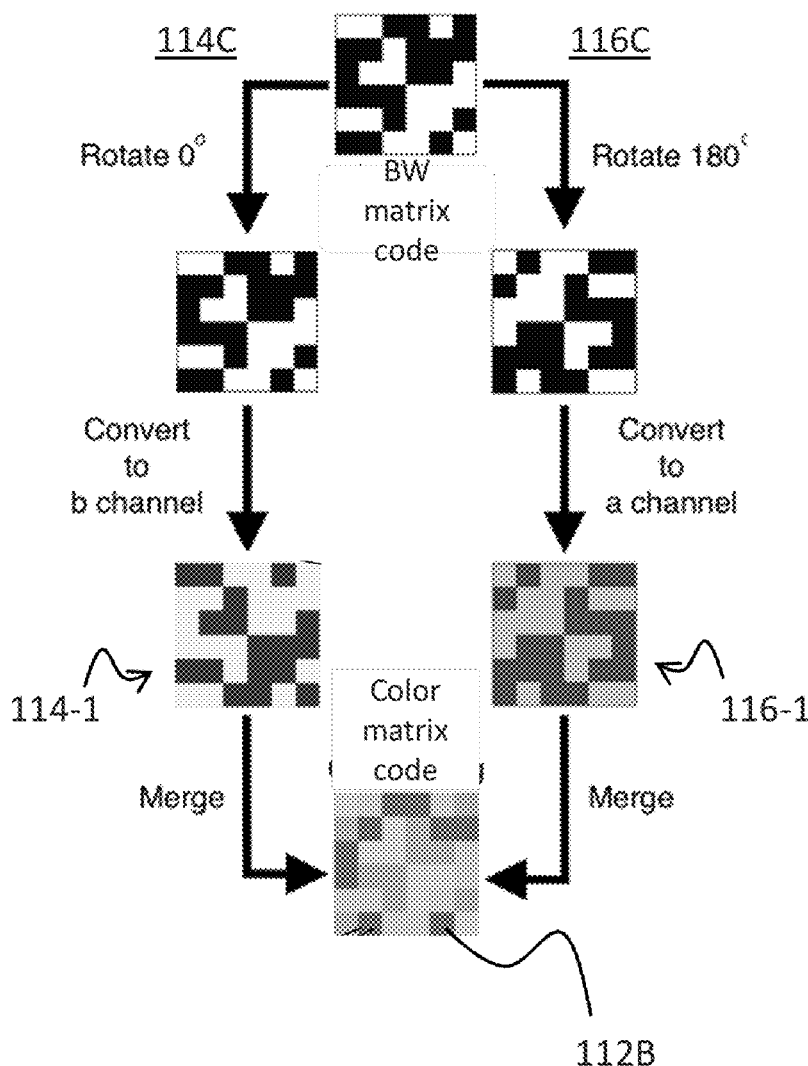 114C
116C
Rotate 0°
Rotate 180°
BW
matrix
code
Convert
to
b channel
Convert
to
a channel
114-1
116-1
Color
matrix
code
Merge
Merge
112B